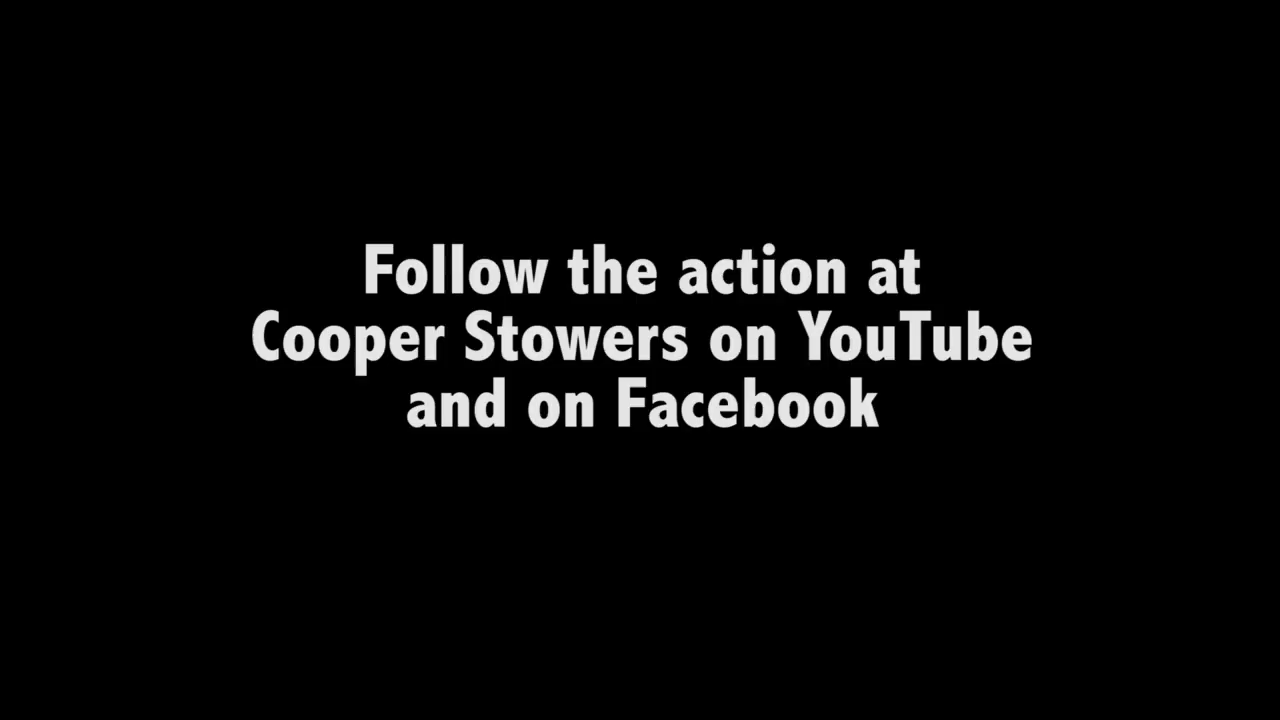 Follow the action at
Cooper Stowers on YouTube
and on Facebook